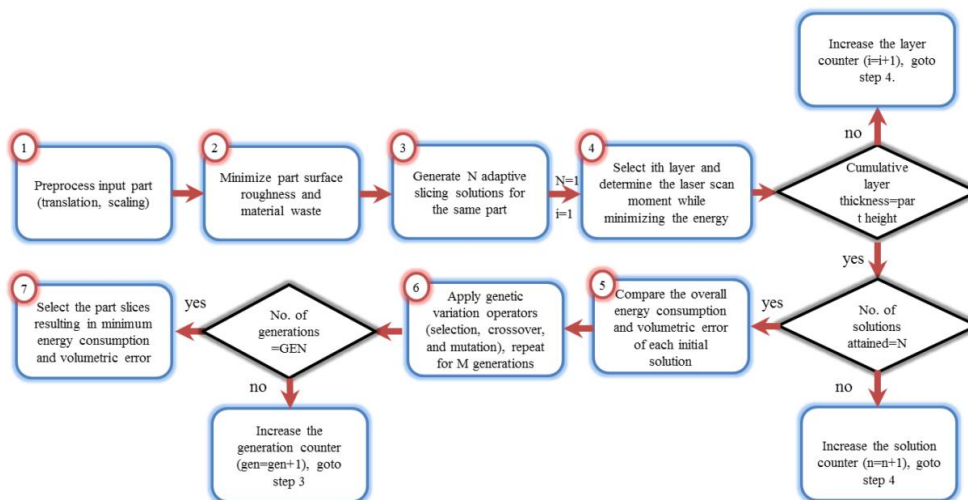 Increase the layer
counter (i=i+1), goto
step 4.
no
1
Preprocess input part
(translation, scaling)
2
Minimize part surface
roughness and
material waste
3
Generate N adaptive
slicing solutions for
the same part
N=1
i=1
4
Select ith layer and
determine the laser scan
moment while
minimizing the energy
Cumulative
layer
thickness=par
t height
yes
No. of
solutions
attained=N
yes
5
Compare the overall
energy consumption
and volumetric error
of each initial
solution
6
Apply genetic
variation operators
(selection, crossover,
and mutation), repeat
for M generations
No. of
generations
=GEN
yes
7
Select the part slices
resulting in minimum
energy consumption
and volumetric error
no
Increase the
generation counter
(gen=gen+1), goto
step 3
no
Increase the solution
counter (n=n+1), goto
step 4